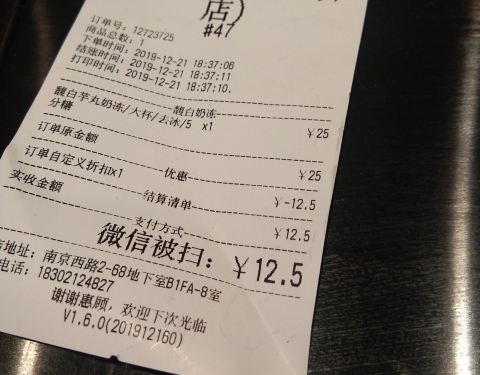 店)
#47
订单号: 12723725
商品总数: 1
下单时间: 2019-12-21 18:37:06
结账时间: 2019-12-21 18:37:11
打印时间: 2019-12-21 18:37:10.
馥白奶冻
馥白芋丸奶冻/大杯/去冰/5 x1 ￥25
分糖
订单原金额 ￥25
优惠
订单自定义折扣x1 ￥-12.5
结算清单
实收金额 ￥12.5
支付方式
微信被扫: ￥12.5
店地址: 南京西路2-68地下室B1FA-8室
电话: 18302124827
谢谢惠顾, 欢迎下次光临
V1.6.0(201912160)